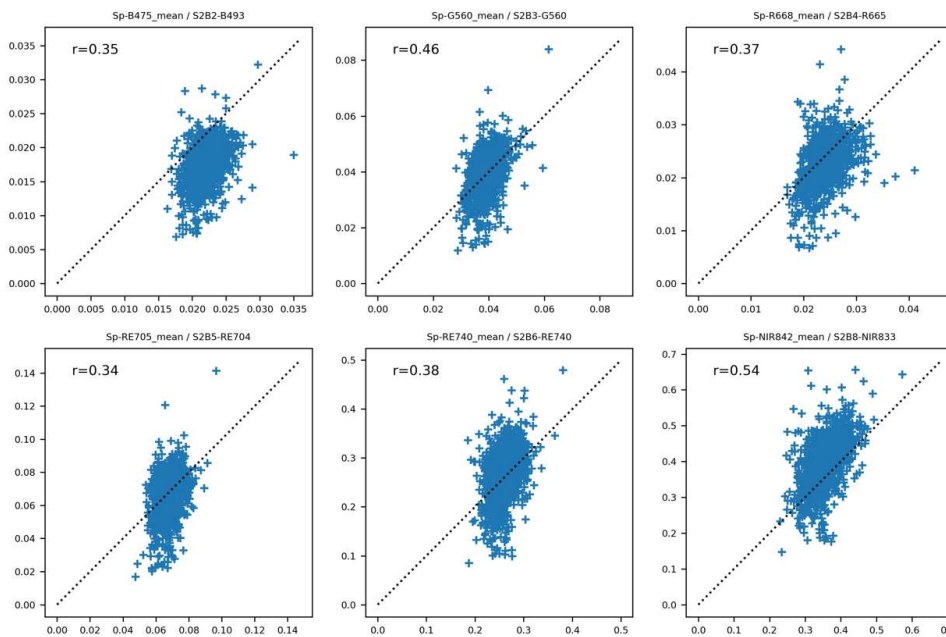 Sp-B475_mean / S2B2-B493
r=0.35
0.035
0.030
0.025
0.020
0.015
0.010
0.005
0.000
0.000 0.005 0.010 0.015 0.020 0.025 0.030 0.035
Sp-G560_mean / S2B3-G560
r=0.46
0.08
0.06
0.04
0.02
0.00
0.00 0.02 0.04 0.06 0.08
Sp-R668_mean / S2B4-R665
r=0.37
0.04
0.03
0.02
0.01
0.00
0.00 0.01 0.02 0.03 0.04
Sp-RE705_mean / S2B5-RE704
r=0.34
0.14
0.12
0.10
0.08
0.06
0.04
0.02
0.00
0.00 0.02 0.04 0.06 0.08 0.10 0.12 0.14
Sp-RE740_mean / S2B6-RE740
r=0.38
0.5
0.4
0.3
0.2
0.1
0.0
0.0 0.1 0.2 0.3 0.4 0.5
Sp-NIR842_mean / S2B8-NIR833
r=0.54
0.7
0.6
0.5
0.4
0.3
0.2
0.1
0.0
0.0 0.1 0.2 0.3 0.4 0.5 0.6